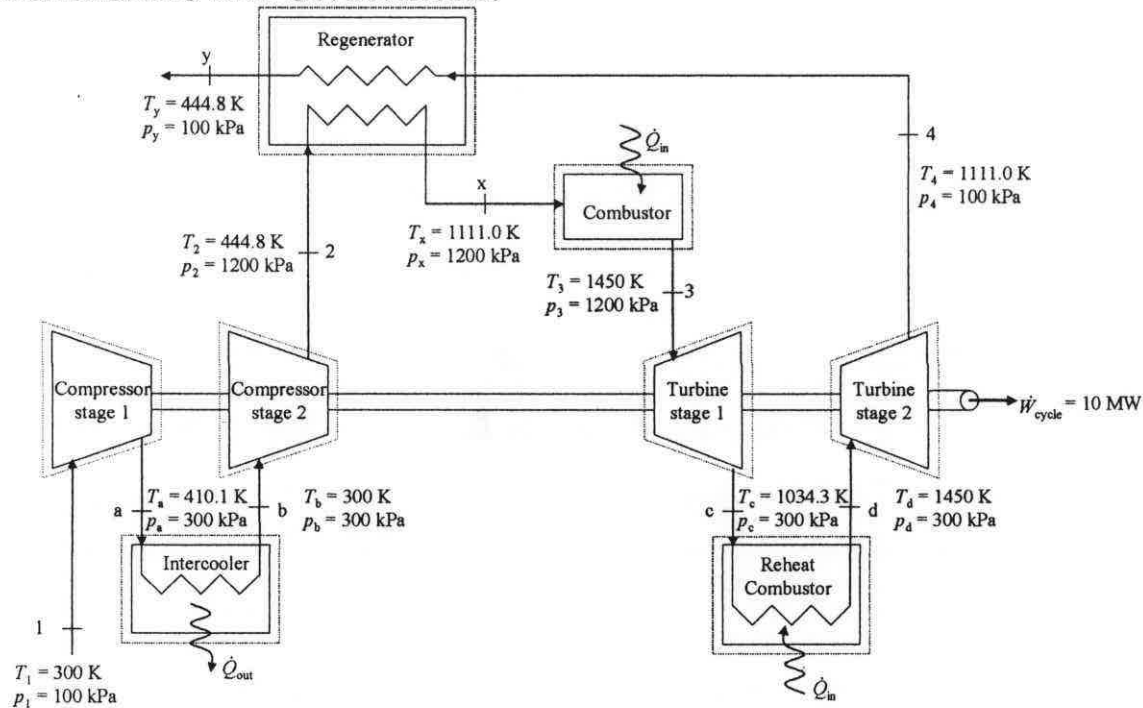 Regenerator
y
T_y = 444.8 K
p_y = 100 kPa
Q̇_in
4
x
T_4 = 1111.0 K
p_4 = 100 kPa
Combustor
T_2 = 444.8 K
p_2 = 1200 kPa
2
T_x = 1111.0 K
p_x = 1200 kPa
T_3 = 1450 K
p_3 = 1200 kPa
3
Compressor
stage 1
Compressor
stage 2
Turbine
stage 1
Turbine
stage 2
Ẇ_cycle = 10 MW
a
T_a = 410.1 K
p_a = 300 kPa
b
T_b = 300 K
p_b = 300 kPa
c
T_c = 1034.3 K
p_c = 300 kPa
d
T_d = 1450 K
p_d = 300 kPa
Intercooler
Reheat
Combustor
1
Q̇_out
Q̇_in
T_1 = 300 K
p_1 = 100 kPa